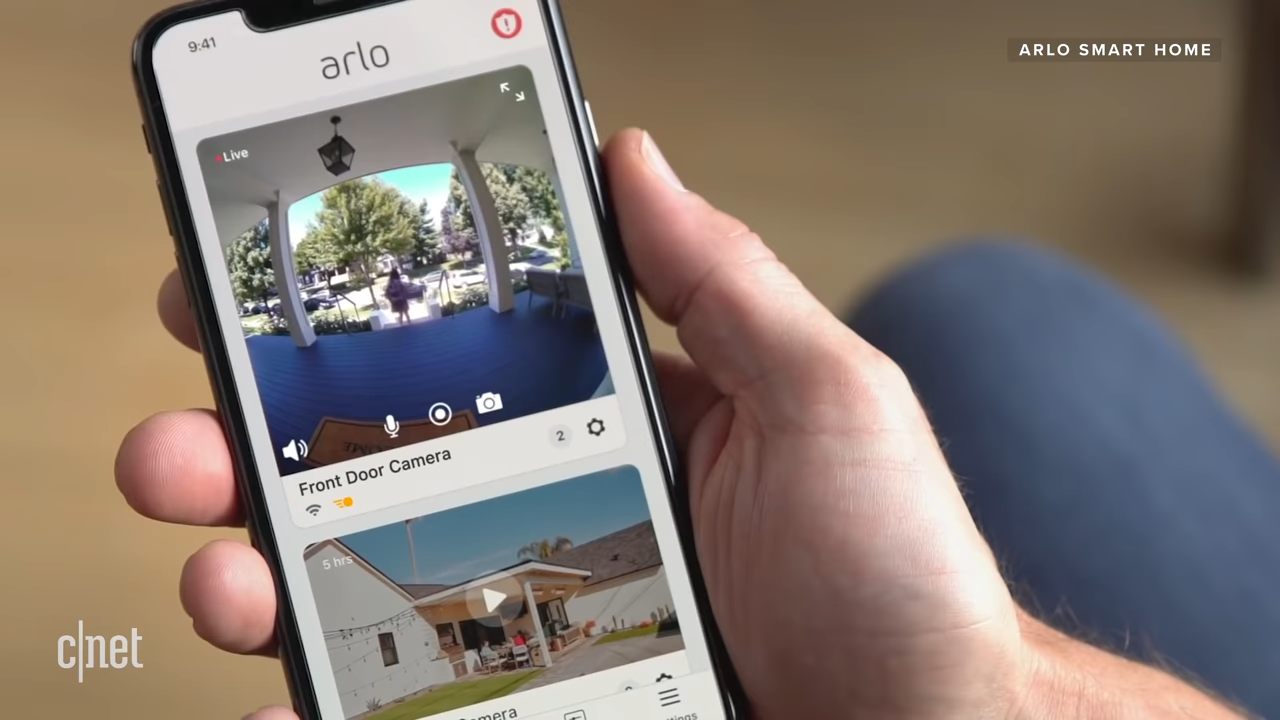 9:41
arlo
ARLO SMART HOME
Live
2
Front Door Camera
5 hrs
c|net